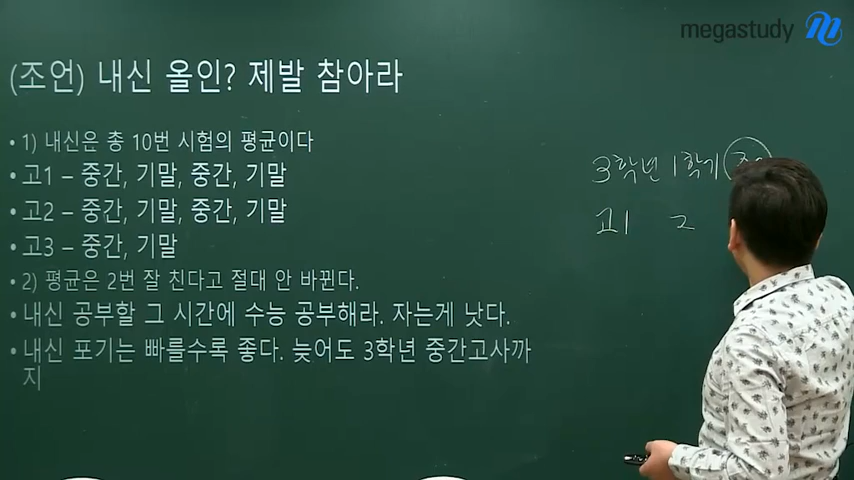 megastudy
(조언) 내신 올인? 제발 참아라
• 1) 내신은 총 10번 시험의 평균이다
• 고1 – 중간, 기말, 중간, 기말
• 고2 – 중간, 기말, 중간, 기말
• 고3 – 중간, 기말
• 2) 평균은 2번 잘 친다고 절대 안 바뀐다.
• 내신 공부할 그 시간에 수능 공부해라. 자는게 낫다.
• 내신 포기는 빠를수록 좋다. 늦어도 3학년 중간고사까
지
3학년 1학기
고1 2